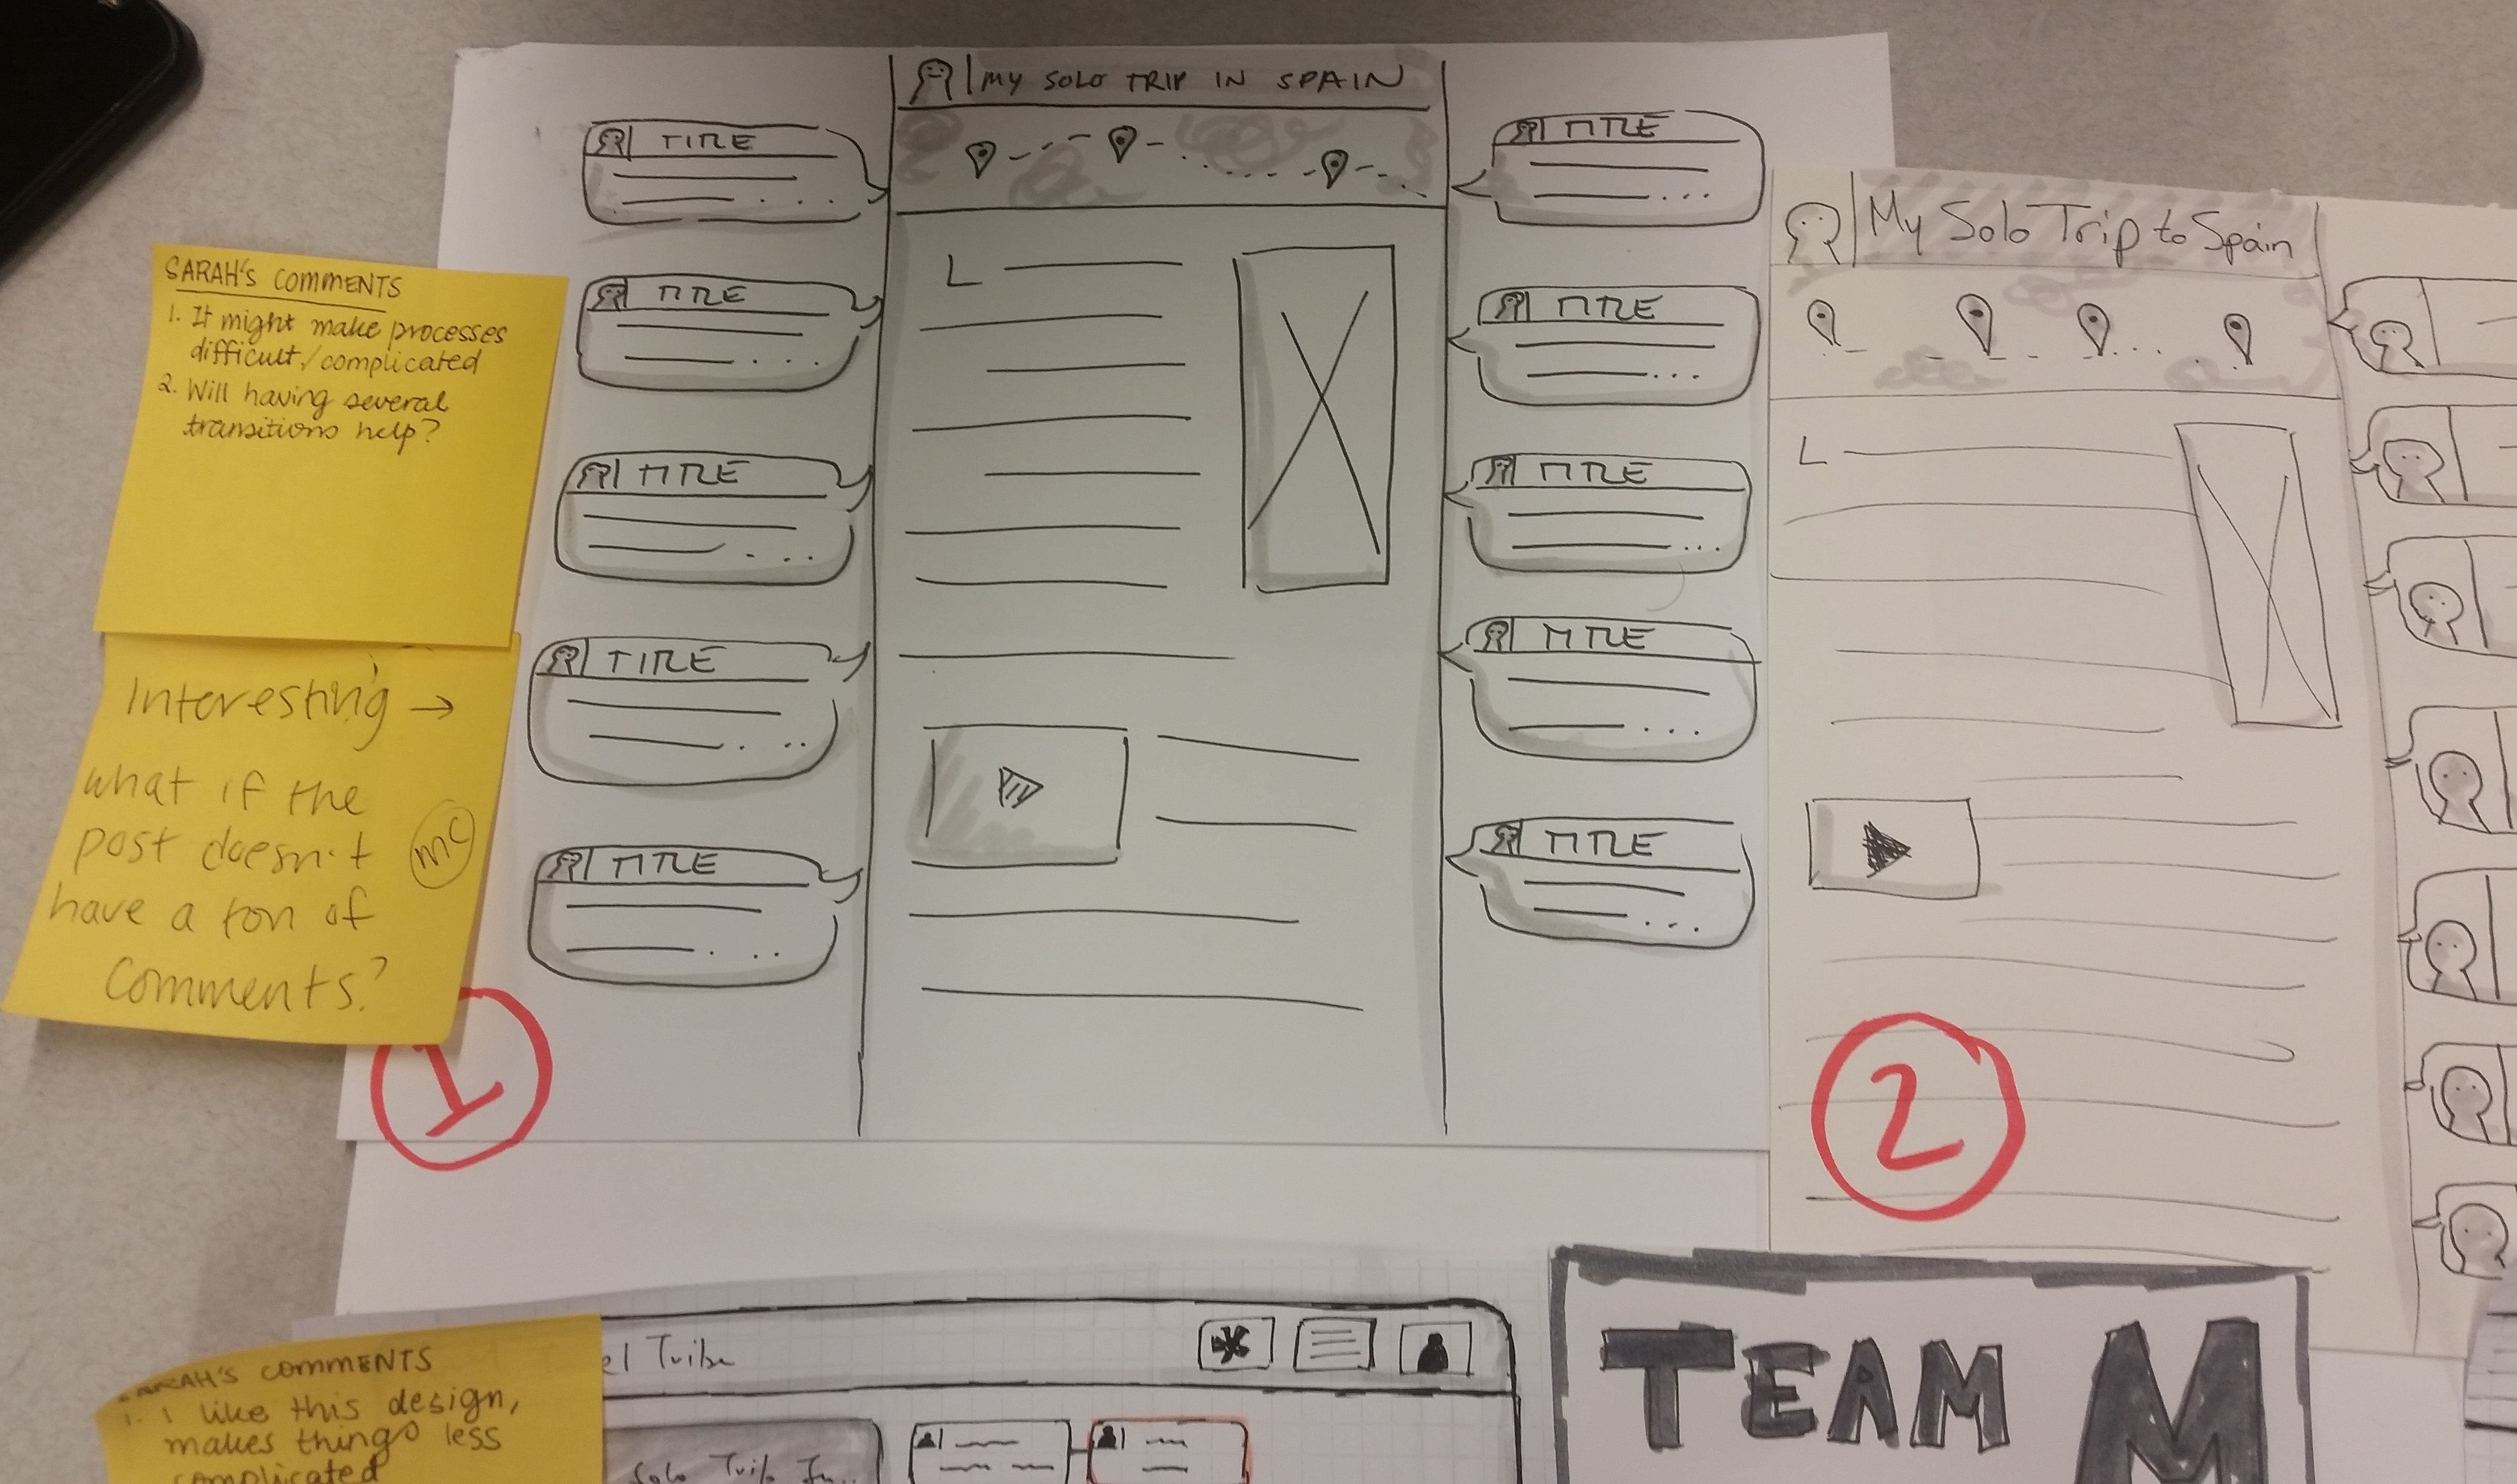 MY SOLO TRIP IN SPAIN
TITLE
TITLE
TITLE
TITLE
TITLE
TITLE
TITLE
TITLE
TITLE
TITLE
L
1
SARAH'S COMMENTS
1. It might make processes
difficult/complicated
2. Will having several
transitions help?
Interesting →
what if the
post doesn't
have a ton of
comments?
MC
My Solo Trip to Spain
L
2
SARAH'S COMMENTS
1. I like this design,
makes things less
complicated
el Tribe
Solo Trip
TEAM M